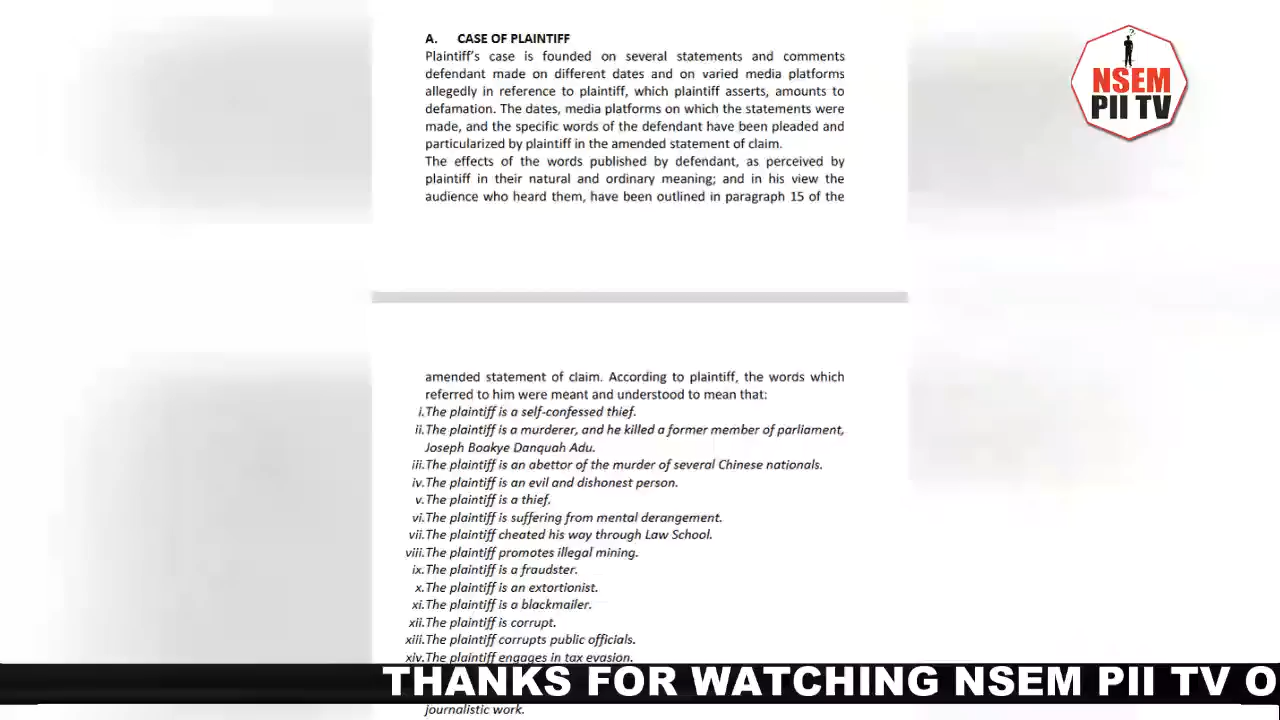 A. CASE OF PLAINTIFF
Plaintiff's case is founded on several statements and comments
defendant made on different dates and on varied media platforms
allegedly in reference to plaintiff, which plaintiff asserts, amounts to
defamation. The dates, media platforms on which the statements were
made, and the specific words of the defendant have been pleaded and
particularized by plaintiff in the amended statement of claim.
The effects of the words published by defendant, as perceived by
plaintiff in their natural and ordinary meaning; and in his view the
audience who heard them, have been outlined in paragraph 15 of the
NSEM
PII TV
amended statement of claim. According to plaintiff, the words which
referred to him were meant and understood to mean that:
i. The plaintiff is a self-confessed thief.
ii. The plaintiff is a murderer, and he killed a former member of parliament,
Joseph Boakye Danquah Adu.
iii. The plaintiff is an abettor of the murder of several Chinese nationals.
iv. The plaintiff is an evil and dishonest person.
v. The plaintiff is a thief.
vi. The plaintiff is suffering from mental derangement.
vii. The plaintiff cheated his way through Law School.
viii. The plaintiff promotes illegal mining.
ix. The plaintiff is a fraudster.
x. The plaintiff is an extortionist.
xi. The plaintiff is a blackmailer.
xii. The plaintiff is corrupt.
xiii. The plaintiff corrupts public officials.
xiv. The plaintiff engages in tax evasion.
THANKS FOR WATCHING NSEM PII TV O
journalistic work.